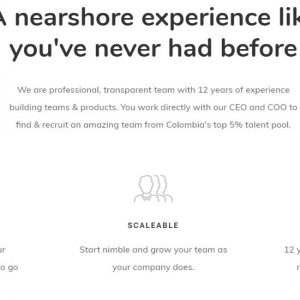 A nearshore experience lik
you've never had before
We are professional, transparent team with 12 years of experience
building teams & products. You work directly with our CEO and COO to
find & recruit an amazing team from Colombia's top 5% talent pool.
SCALEABLE
ur Start nimble and grow your team as 12 y
o go your company does.